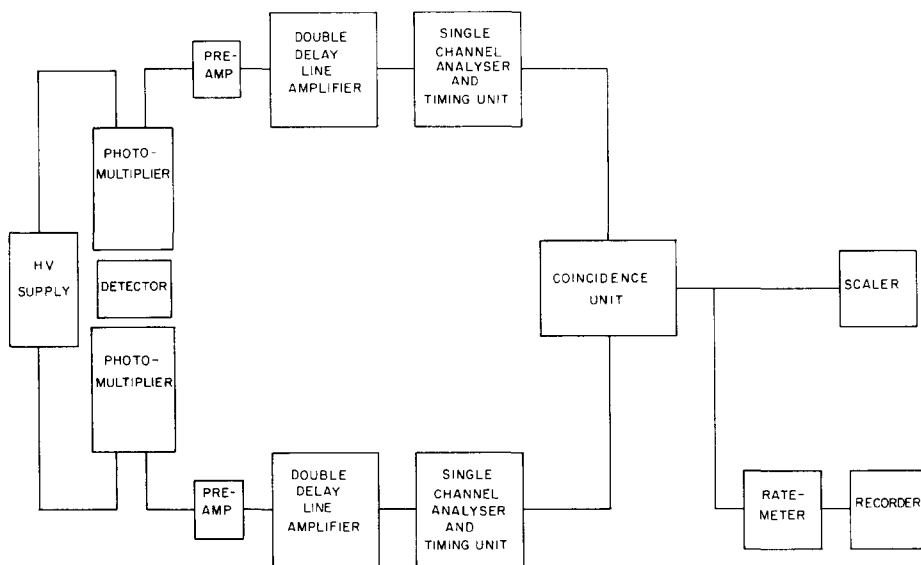 PRE-
AMP
DOUBLE
DELAY
LINE
AMPLIFIER
SINGLE
CHANNEL
ANALYSER
AND
TIMING UNIT
PHOTO-
MULTIPLIER
HV
SUPPLY
DETECTOR
PHOTO-
MULTIPLIER
COINCIDENCE
UNIT
SCALER
PRE-
AMP
DOUBLE
DELAY
LINE
AMPLIFIER
SINGLE
CHANNEL
ANALYSER
AND
TIMING UNIT
RATE-
METER
RECORDER